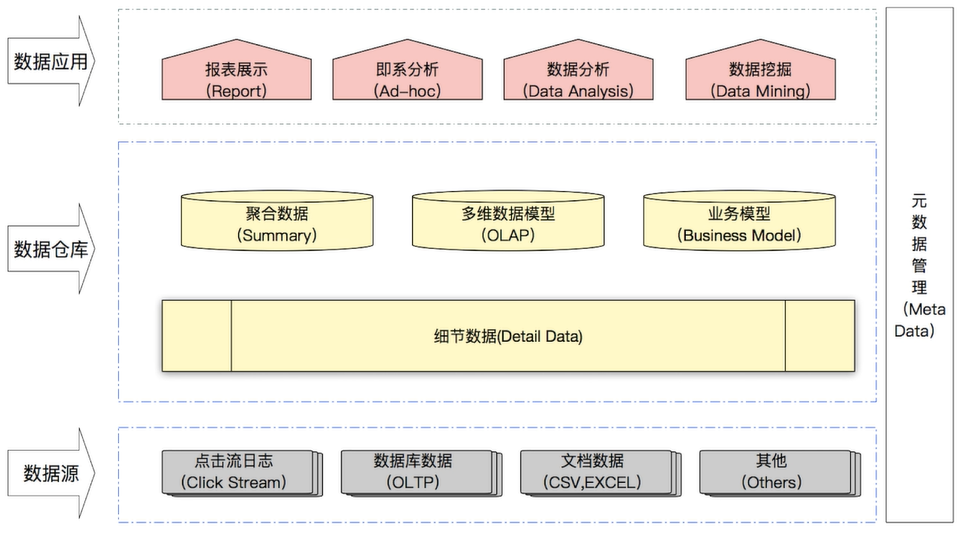 数据应用
报表展示
(Report)
即系分析
(Ad-hoc)
数据分析
(Data Analysis)
数据挖掘
(Data Mining)
数据仓库
聚合数据
(Summary)
多维数据模型
(OLAP)
业务模型
(Business Model)
细节数据(Detail Data)
数据源
点击流日志
(Click Stream)
数据库数据
(OLTP)
文档数据
(CSV,EXCEL)
其他
(Others)
元
数
据
管
理
(Meta
Data)